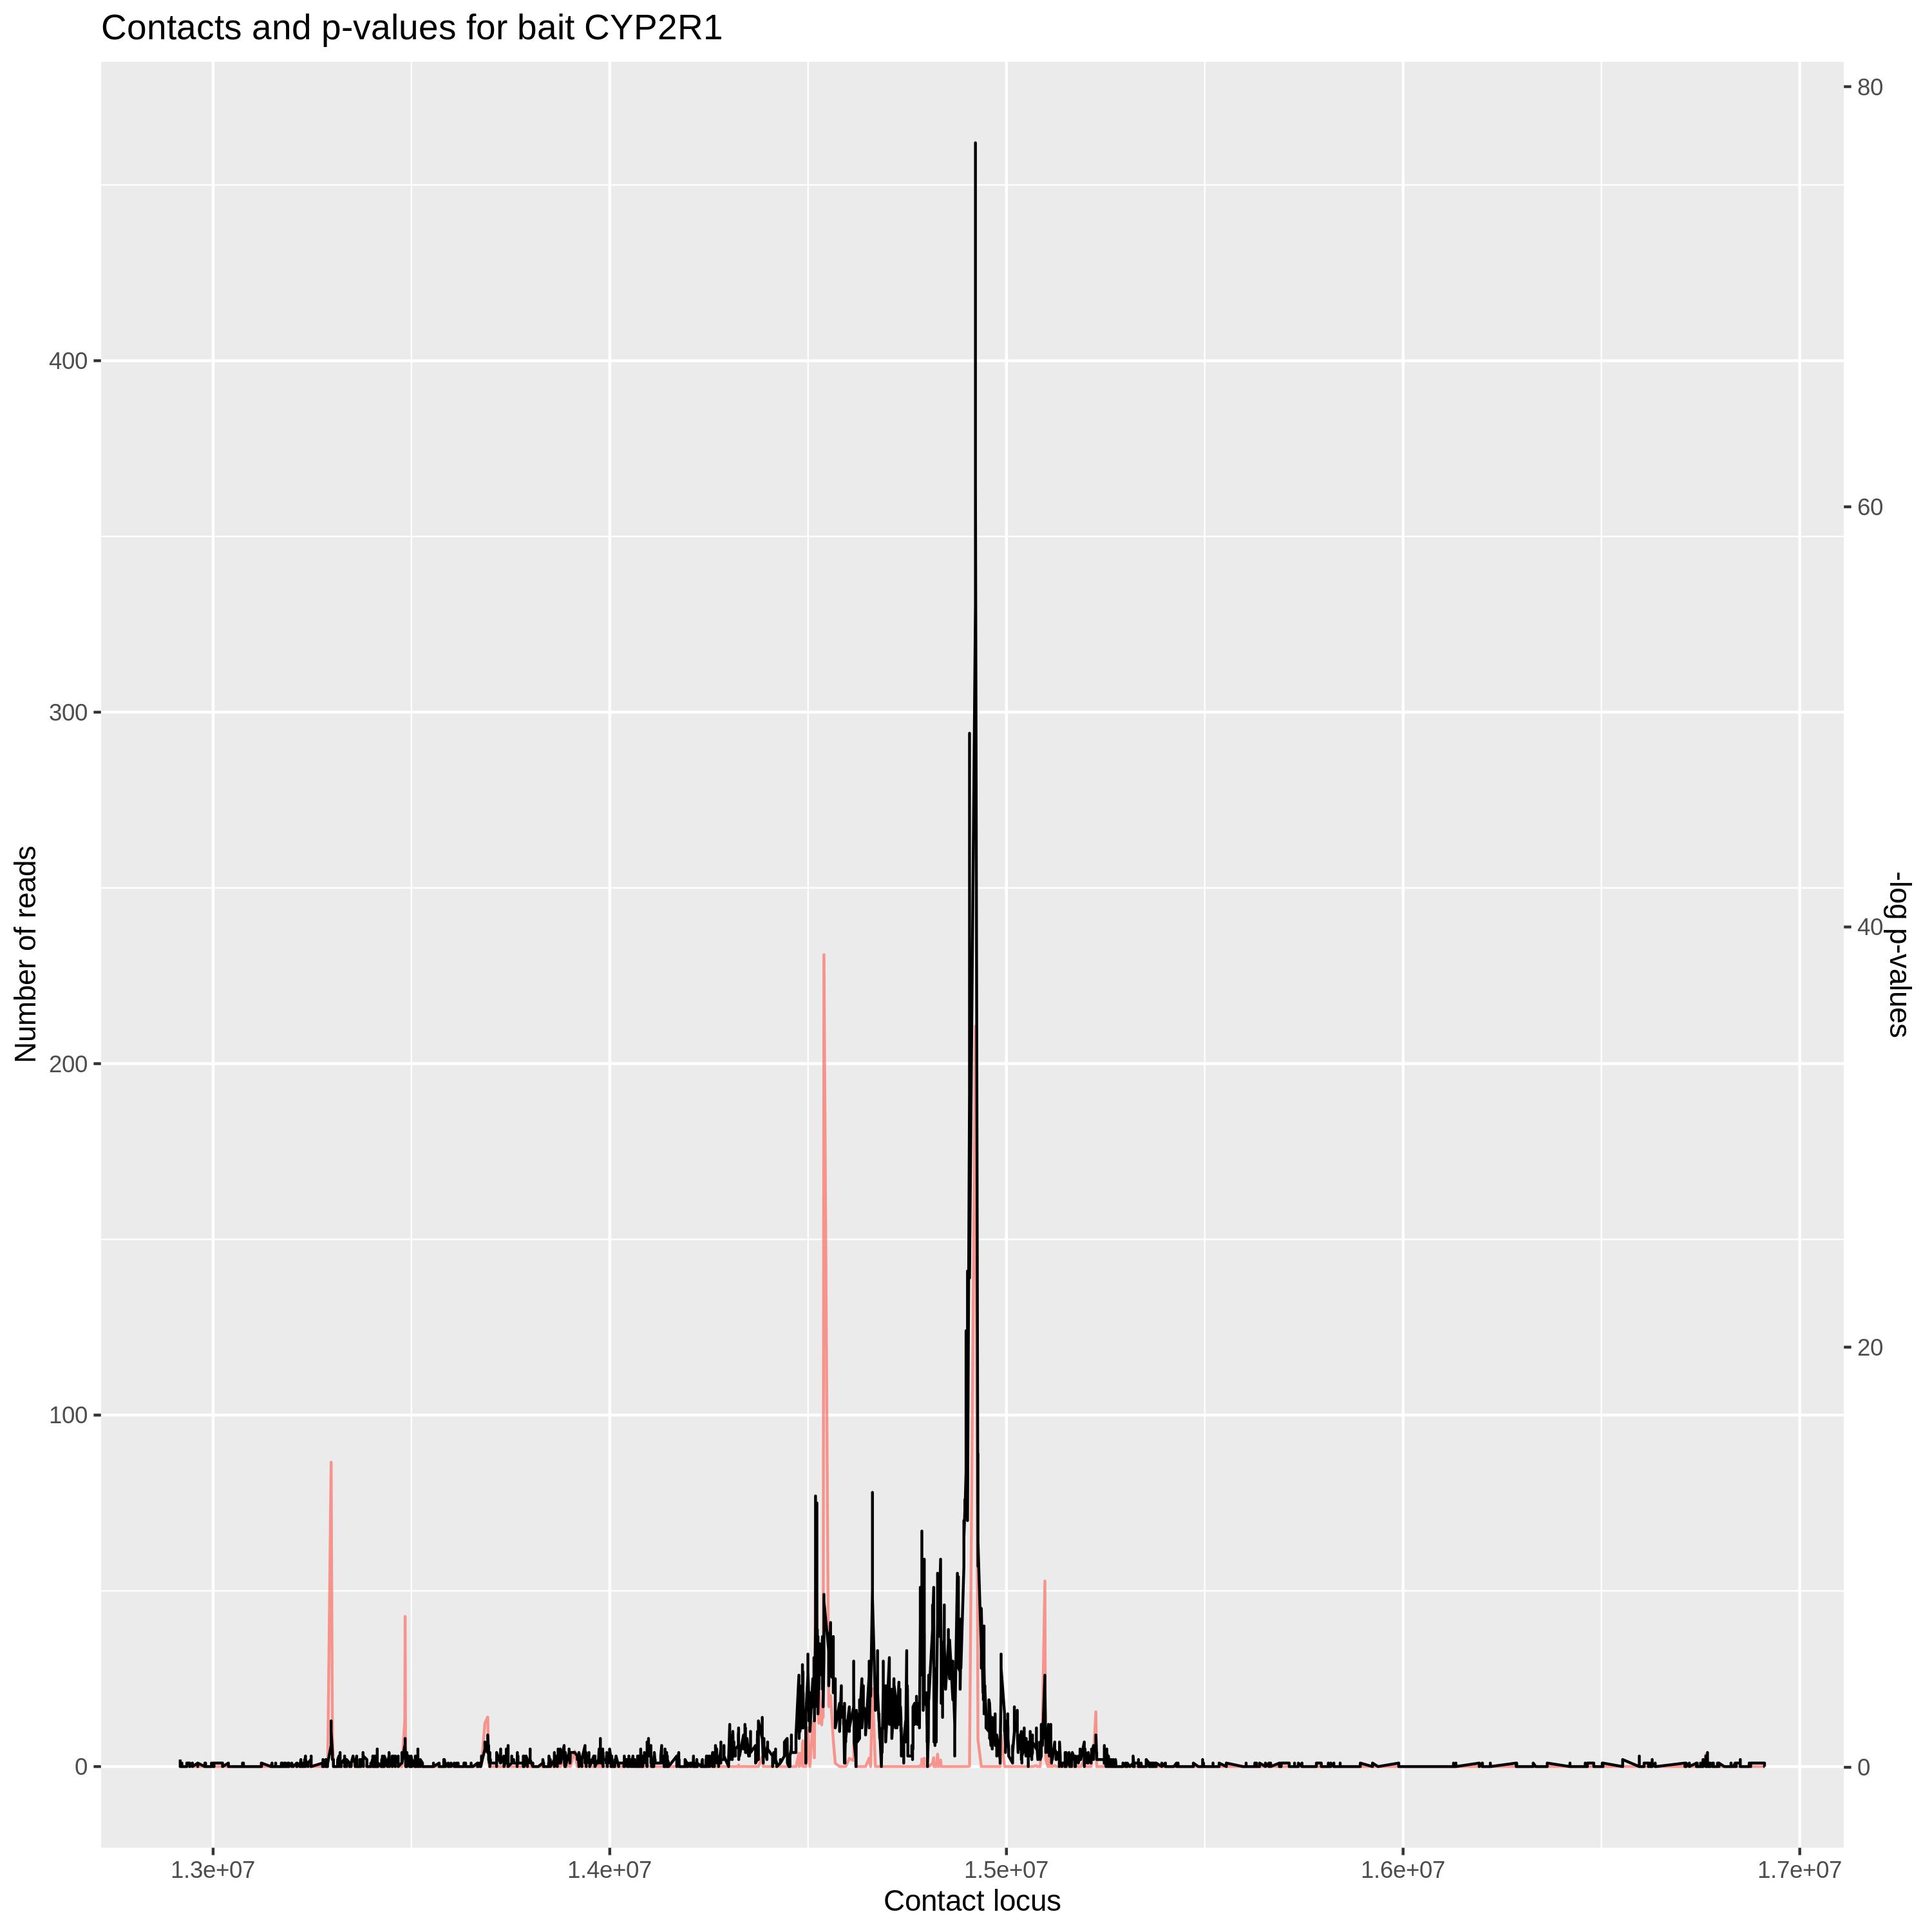 Contacts and p-values for bait CYP2R1
Number of reads
400
300
200
100
0
80
60
40
20
0
-log p-values
1.3e+07
1.4e+07
1.5e+07
1.6e+07
1.7e+07
Contact locus